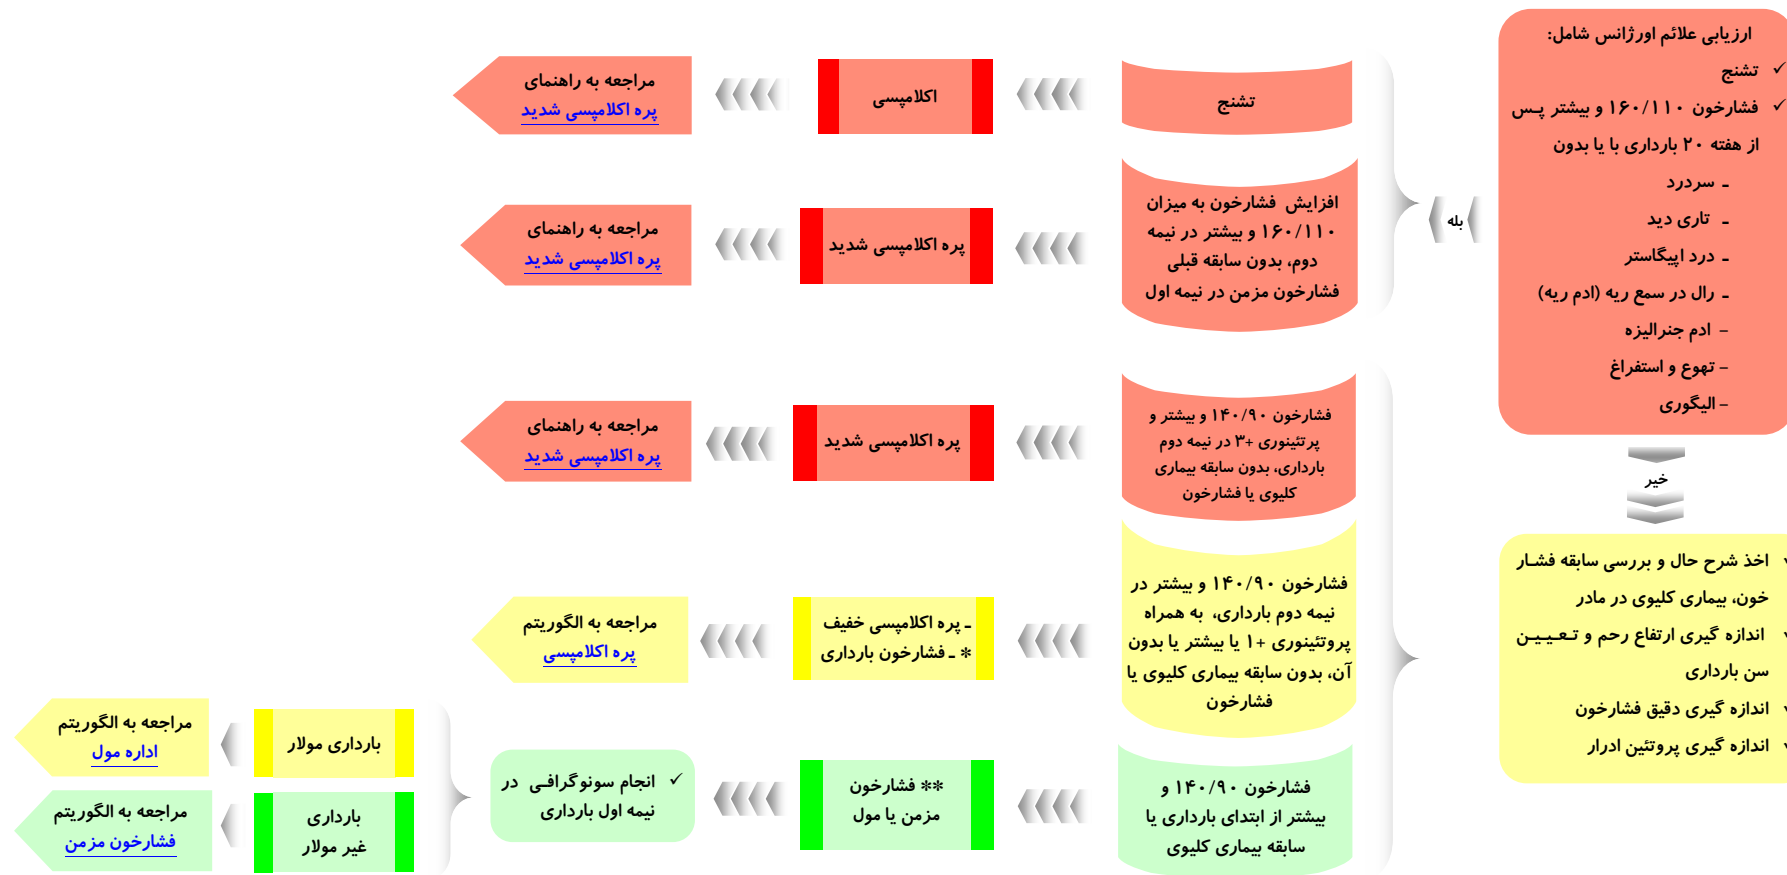 ارزیابی علائم اورژانس شامل:
✓ تشنج
✓ فشارخون ۱۶۰/۱۱۰ و بیشتر پس
از هفته ۲۰ بارداری با یا بدون
- سردرد
- تاری دید
- درد اپیگاستر
- رال در سمع ریه (ادم ریه)
– ادم جنرالیزه
– تهوع و استفراغ
– الیگوری
بله
تشنج
اکلامپسی
مراجعه به راهنمای
پره اکلامپسی شدید
افزایش فشارخون به میزان
۱۶۰/۱۱۰ و بیشتر در نیمه
دوم، بدون سابقه قبلی
فشارخون مزمن در نیمه اول
پره اکلامپسی شدید
مراجعه به راهنمای
پره اکلامپسی شدید
خیر
✓ اخذ شرح حال و بررسی سابقه فشار
خون، بیماری کلیوی در مادر
✓ اندازه گیری ارتفاع رحم و تعیین
سن بارداری
✓ اندازه گیری دقیق فشارخون
✓ اندازه گیری پروتئین ادرار
فشارخون ۱۴۰/۹۰ و بیشتر و
پرتئینوری +۳ در نیمه دوم
بارداری، بدون سابقه بیماری
کلیوی یا فشارخون
پره اکلامپسی شدید
مراجعه به راهنمای
پره اکلامپسی شدید
فشارخون ۱۴۰/۹۰ و بیشتر در
نیمه دوم بارداری، به همراه
پروتئینوری +۱ یا بیشتر یا بدون
آن، بدون سابقه بیماری کلیوی یا
فشارخون
- پره اکلامپسی خفیف
* - فشارخون بارداری
مراجعه به الگوریتم
پره اکلامپسی
فشارخون ۱۴۰/۹۰ و
بیشتر از ابتدای بارداری یا
سابقه بیماری کلیوی
** فشارخون
مزمن یا مول
✓ انجام سونوگرافی در
نیمه اول بارداری
بارداری مولار
مراجعه به الگوریتم
اداره مول
بارداری
غیر مولار
مراجعه به الگوریتم
فشارخون مزمن